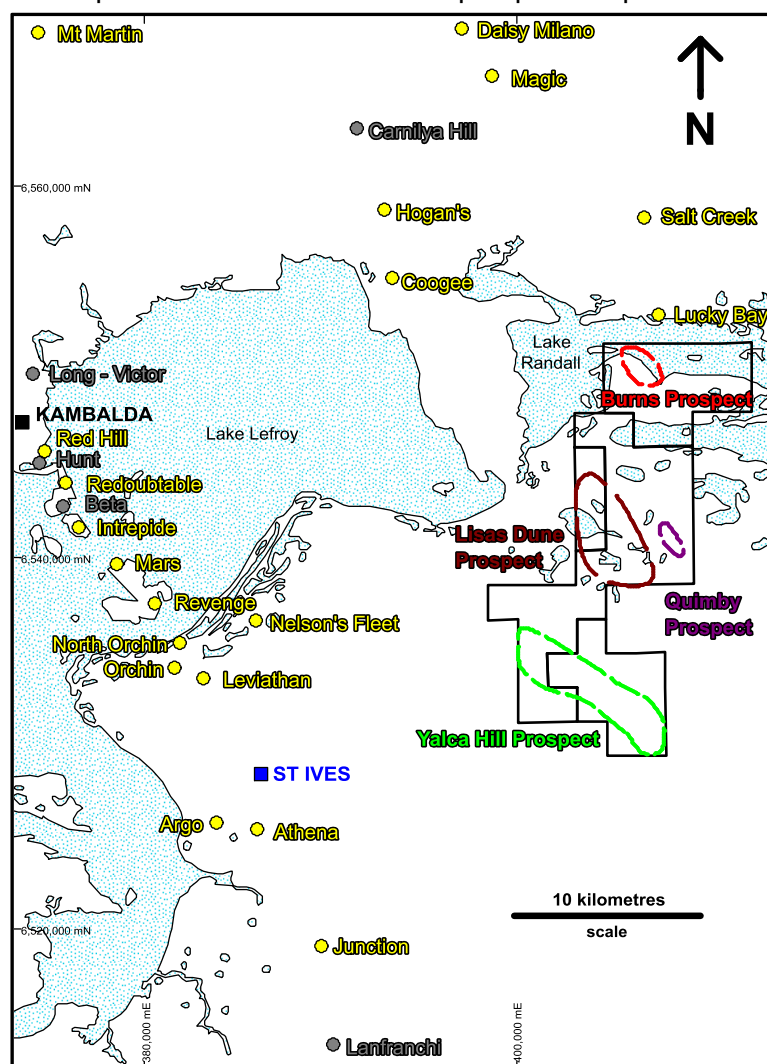 Mt Martin
Daisy Milano
Magic
N
Carnilya Hill
6,560,000 mN
Hogan's
Salt Creek
Coogee
Lucky Bay
Lake
Randall
Long - Victor
Burns Prospect
KAMBALDA
Lake Lefroy
Red Hill
Hunt
Redoubtable
Beta
Intrepide
Lisas Dune
Prospect
6,540,000 mN
Mars
Revenge
Quimby
Prospect
Nelson's Fleet
North Orchin
Orchin
Leviathan
Yalca Hill Prospect
ST IVES
Argo
Athena
10 kilometres
scale
6,520,000 mN
Junction
380,000 mE
400,000 mE
Lanfranchi